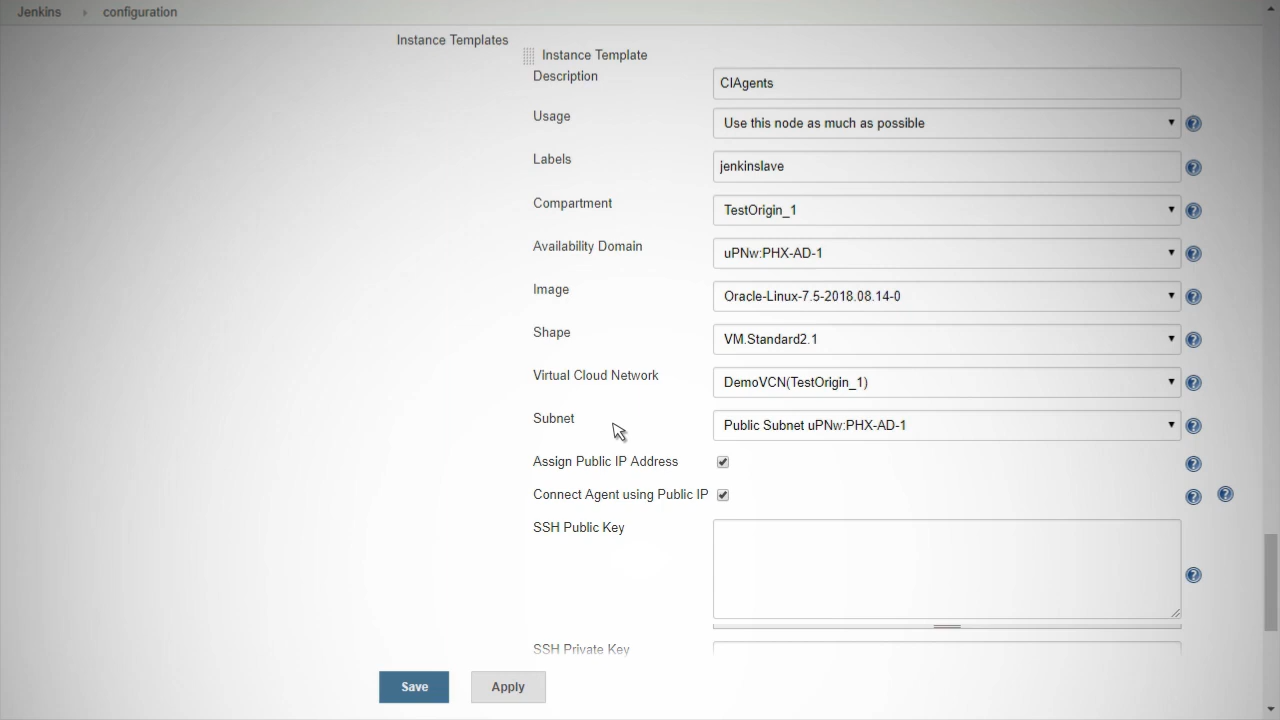 Jenkins configuration
Instance Templates
Instance Template
Description CIAgents
Usage Use this node as much as possible
Labels jenkinslave
Compartment TestOrigin_1
Availability Domain uPNw:PHX-AD-1
Image Oracle-Linux-7.5-2018.08.14-0
Shape VM.Standard2.1
Virtual Cloud Network DemoVCN(TestOrigin_1)
Subnet Public Subnet uPNw:PHX-AD-1
Assign Public IP Address
Connect Agent using Public IP
SSH Public Key
SSH Private Key
Save Apply